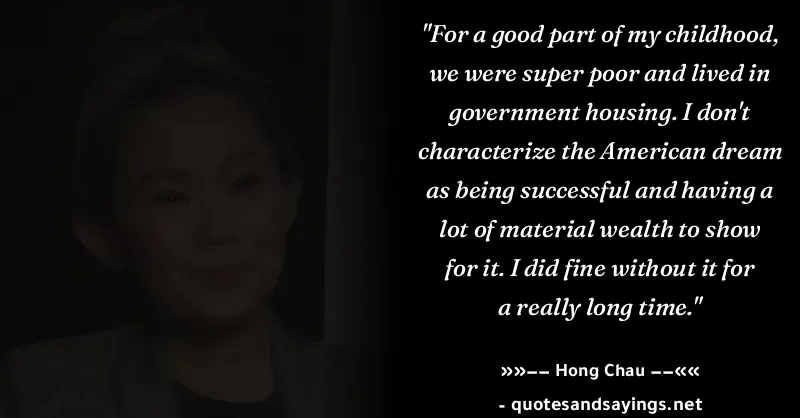 "For a good part of my childhood,
we were super poor and lived in
government housing. I don't
characterize the American dream
as being successful and having a
lot of material wealth to show
for it. I did fine without it for
a really long time."
»»−− Hong Chau −−««
- quotesandsayings.net